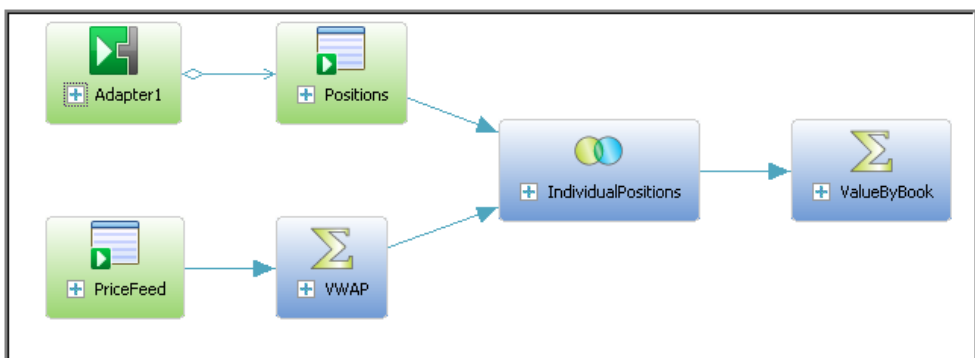 Adapter1
Positions
IndividualPositions
ValueByBook
PriceFeed
VWAP